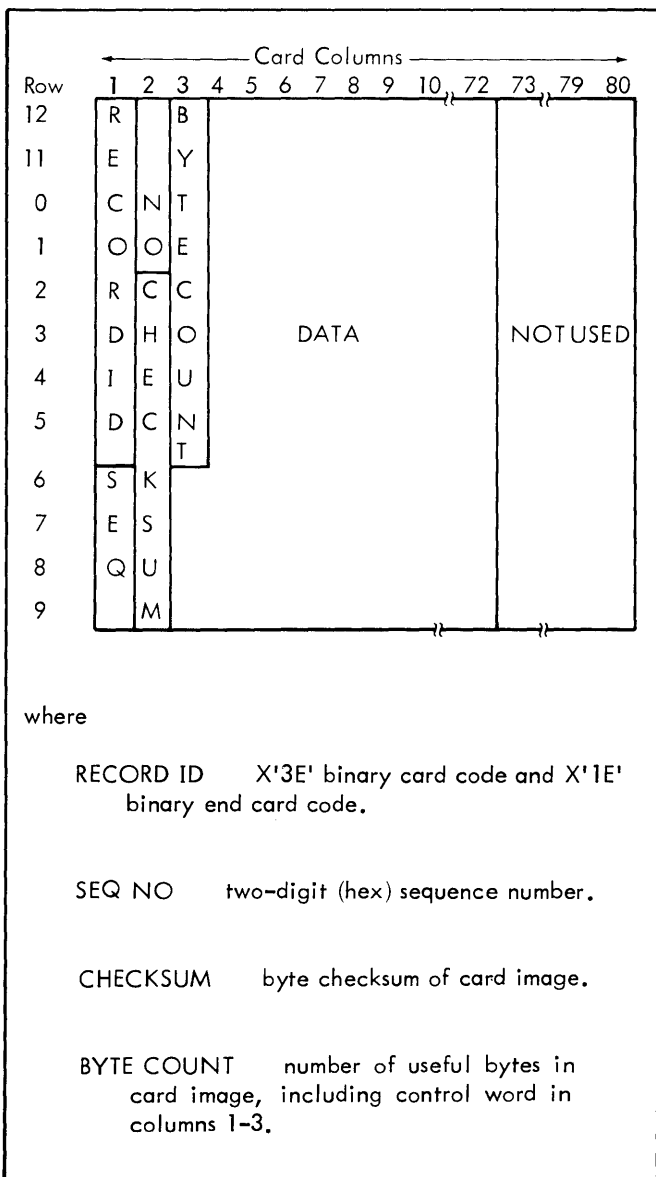 Card Columns
Row 1 2 3 4 5 6 7 8 9 10 72 73 79 80
12 R B
11 E Y
0 C N T
1 O O E
2 R C C
3 D H O DATA NOT USED
4 I E U
5 D C N
T
6 S K
7 E S
8 Q U
9 M
where
RECORD ID X'3E' binary card code and X'1E'
binary end card code.
SEQ NO two-digit (hex) sequence number.
CHECKSUM byte checksum of card image.
BYTE COUNT number of useful bytes in
card image, including control word in
columns 1-3.